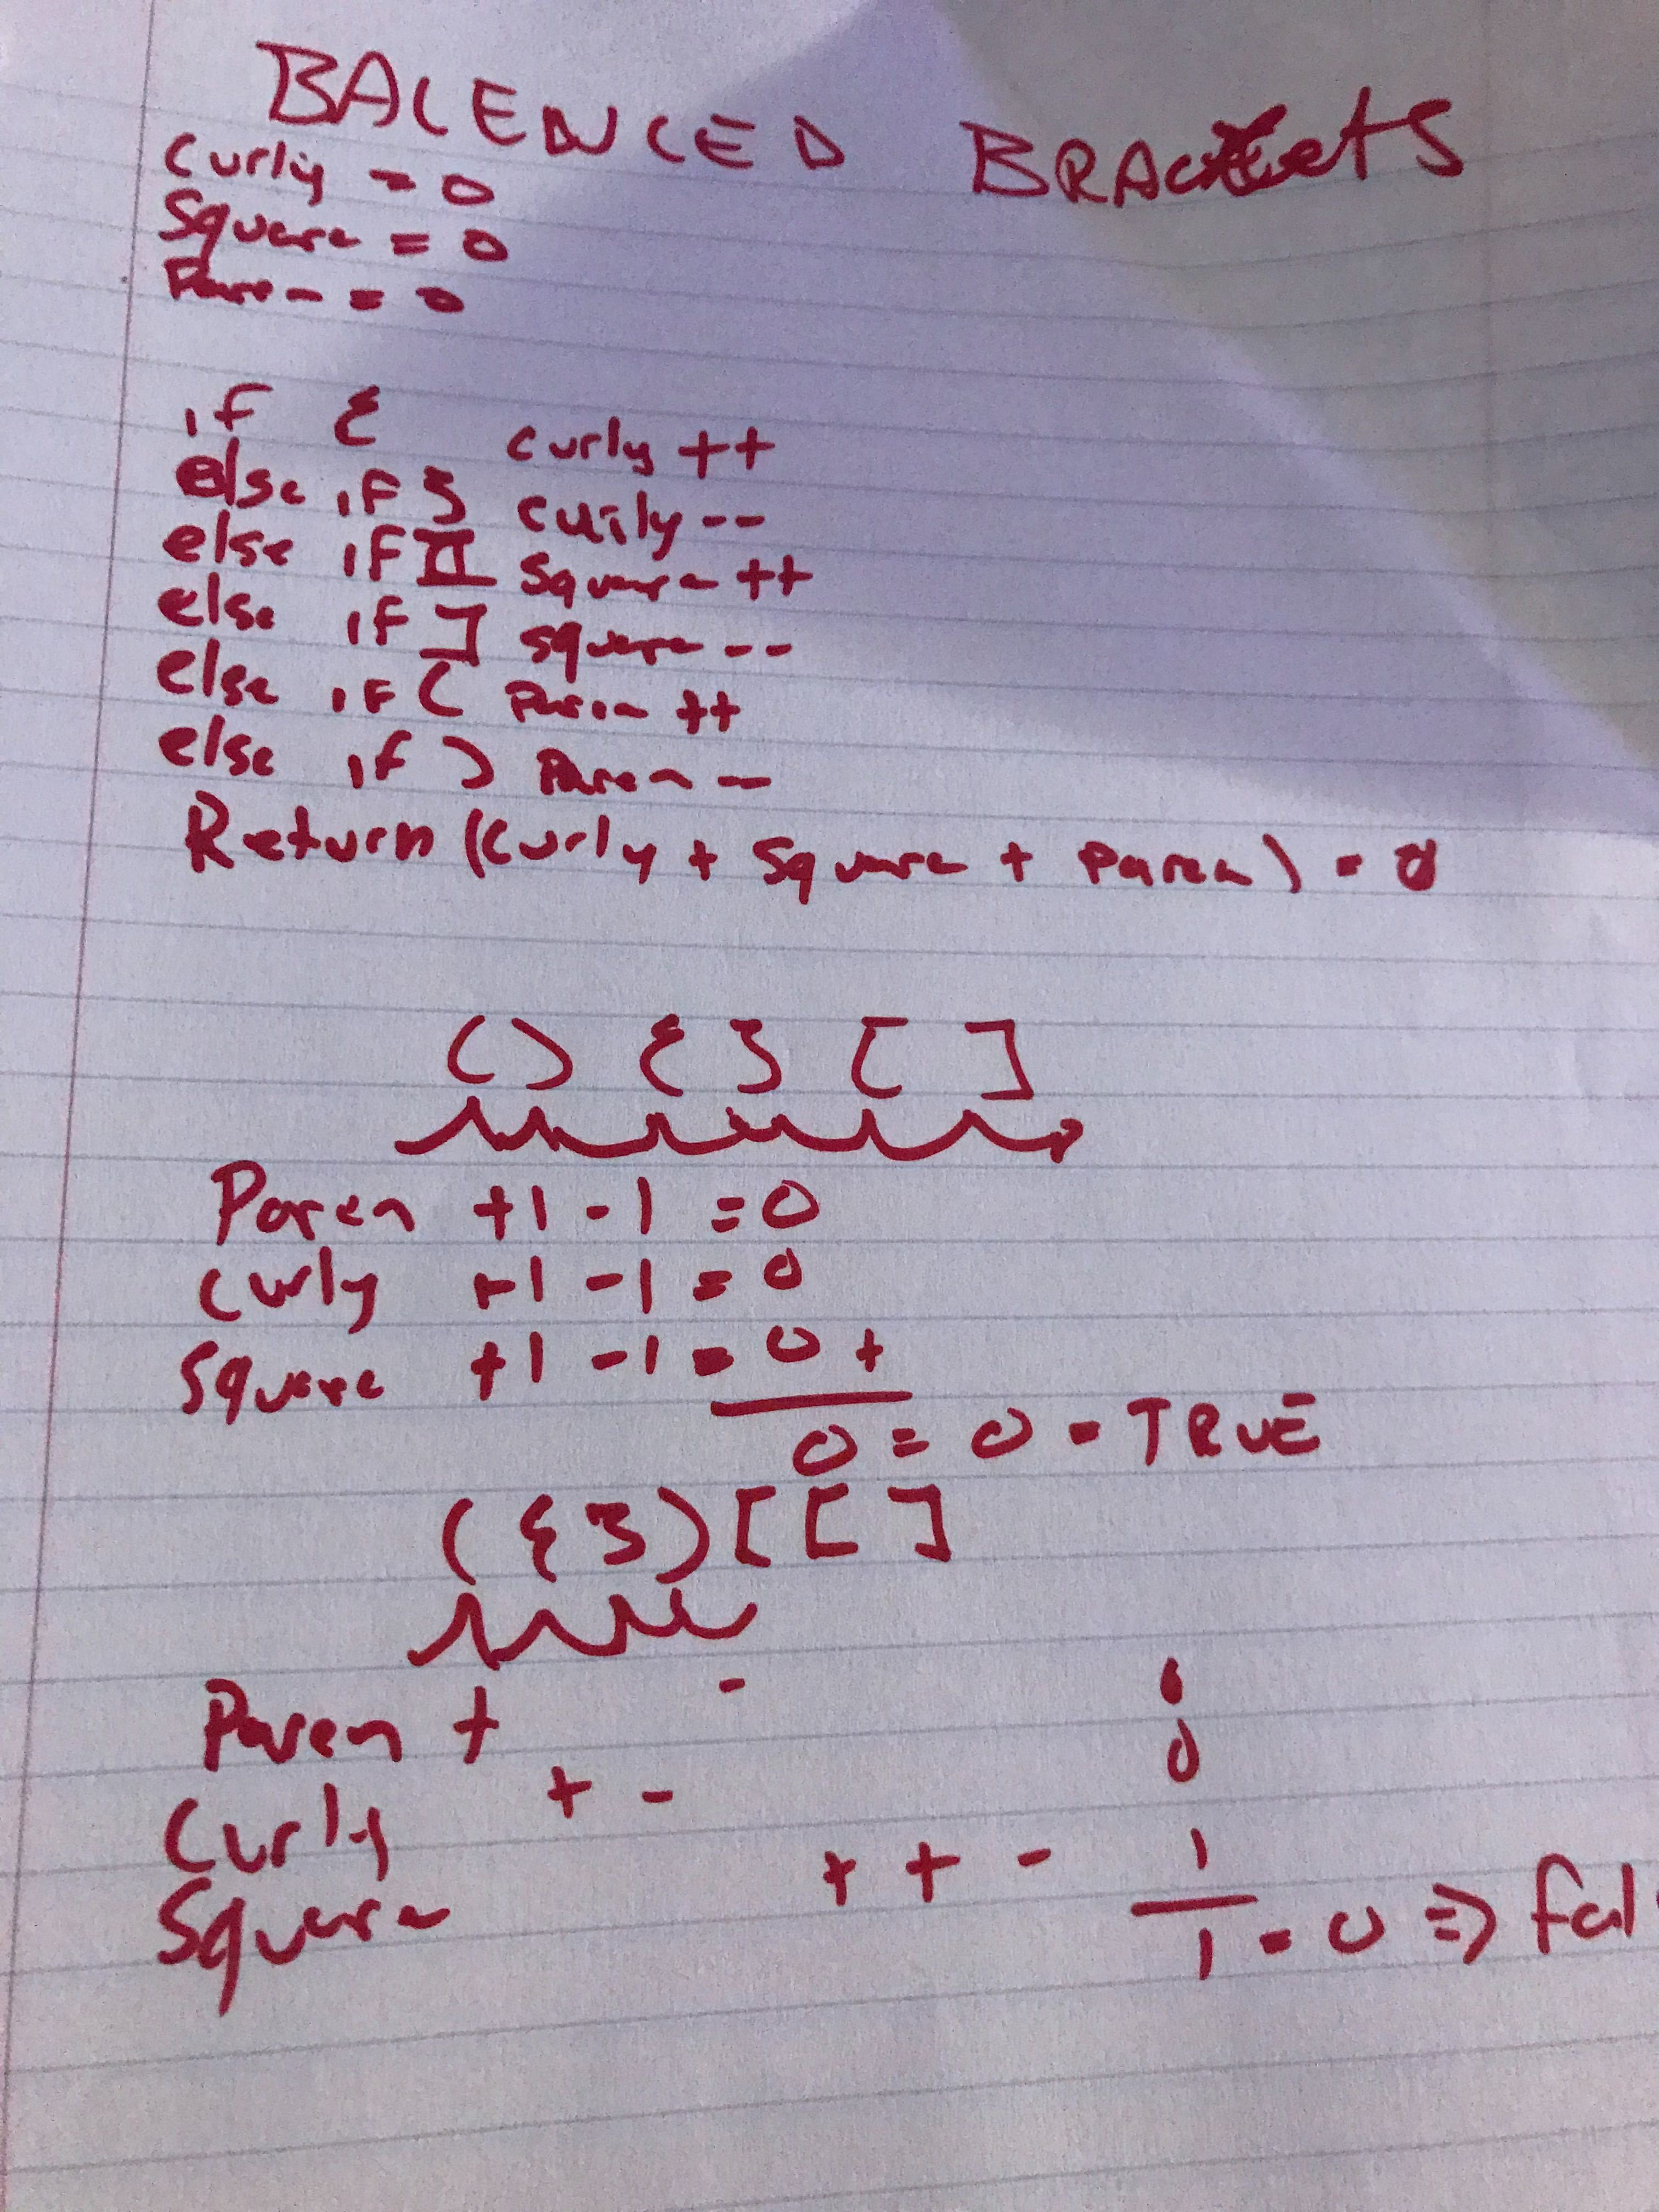 BALENCED BRACKets
Curly = 0
Square = 0
Paren = 0
if { curly ++
else if } curly --
else if [ Square ++
else if ] square --
else if ( Paren ++
else if ) Paren --
Return (Curly + Square + Paren) = 0
() { } [ ]
Paren +1 - 1 = 0
Curly +1 - 1 = 0
Square +1 - 1 = 0 +
0 = 0 = TRUE
( { } ) [ [ ]
Paren + - 0
Curly + - 0
Square + + - 1
1 = 0 => fal